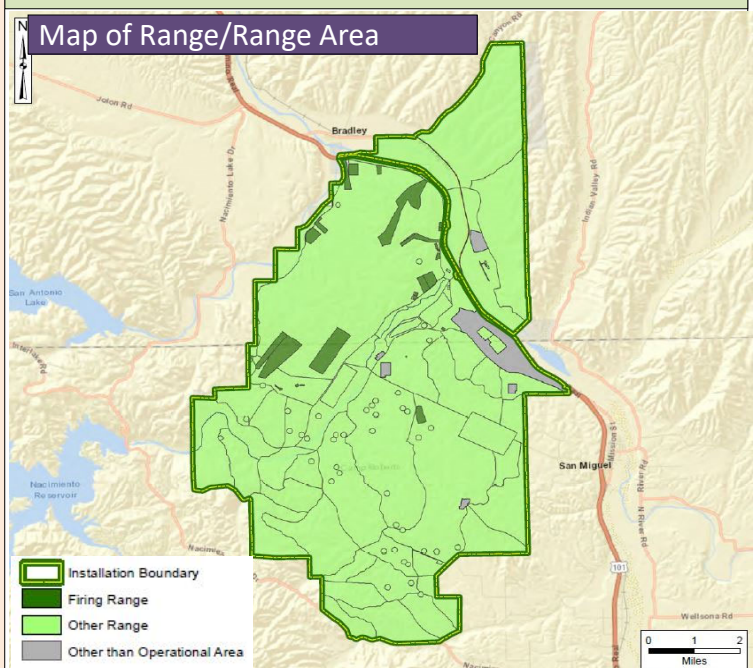 Map of Range/Range Area
N
Canyon Rd
Jolon Rd
Bradley
Nacimiento Lake Dr
Indian Valley Rd
San Antonio
Lake
Interlake Rd
Nacimiento
Reservoir
San Miguel
Mission St
River Rd
N River Rd
101
Wellsona Rd
Installation Boundary
Firing Range
Other Range
Other than Operational Area
0 1 2
Miles